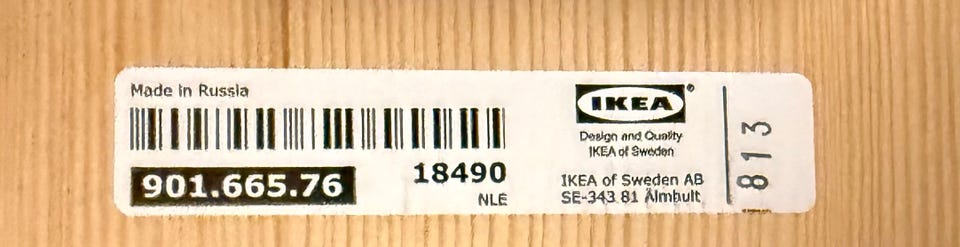 Made in Russia
901.665.76
18490
NLE
IKEA®
Design and Quality
IKEA of Sweden
IKEA of Sweden AB
SE-343 81 Älmhult
813